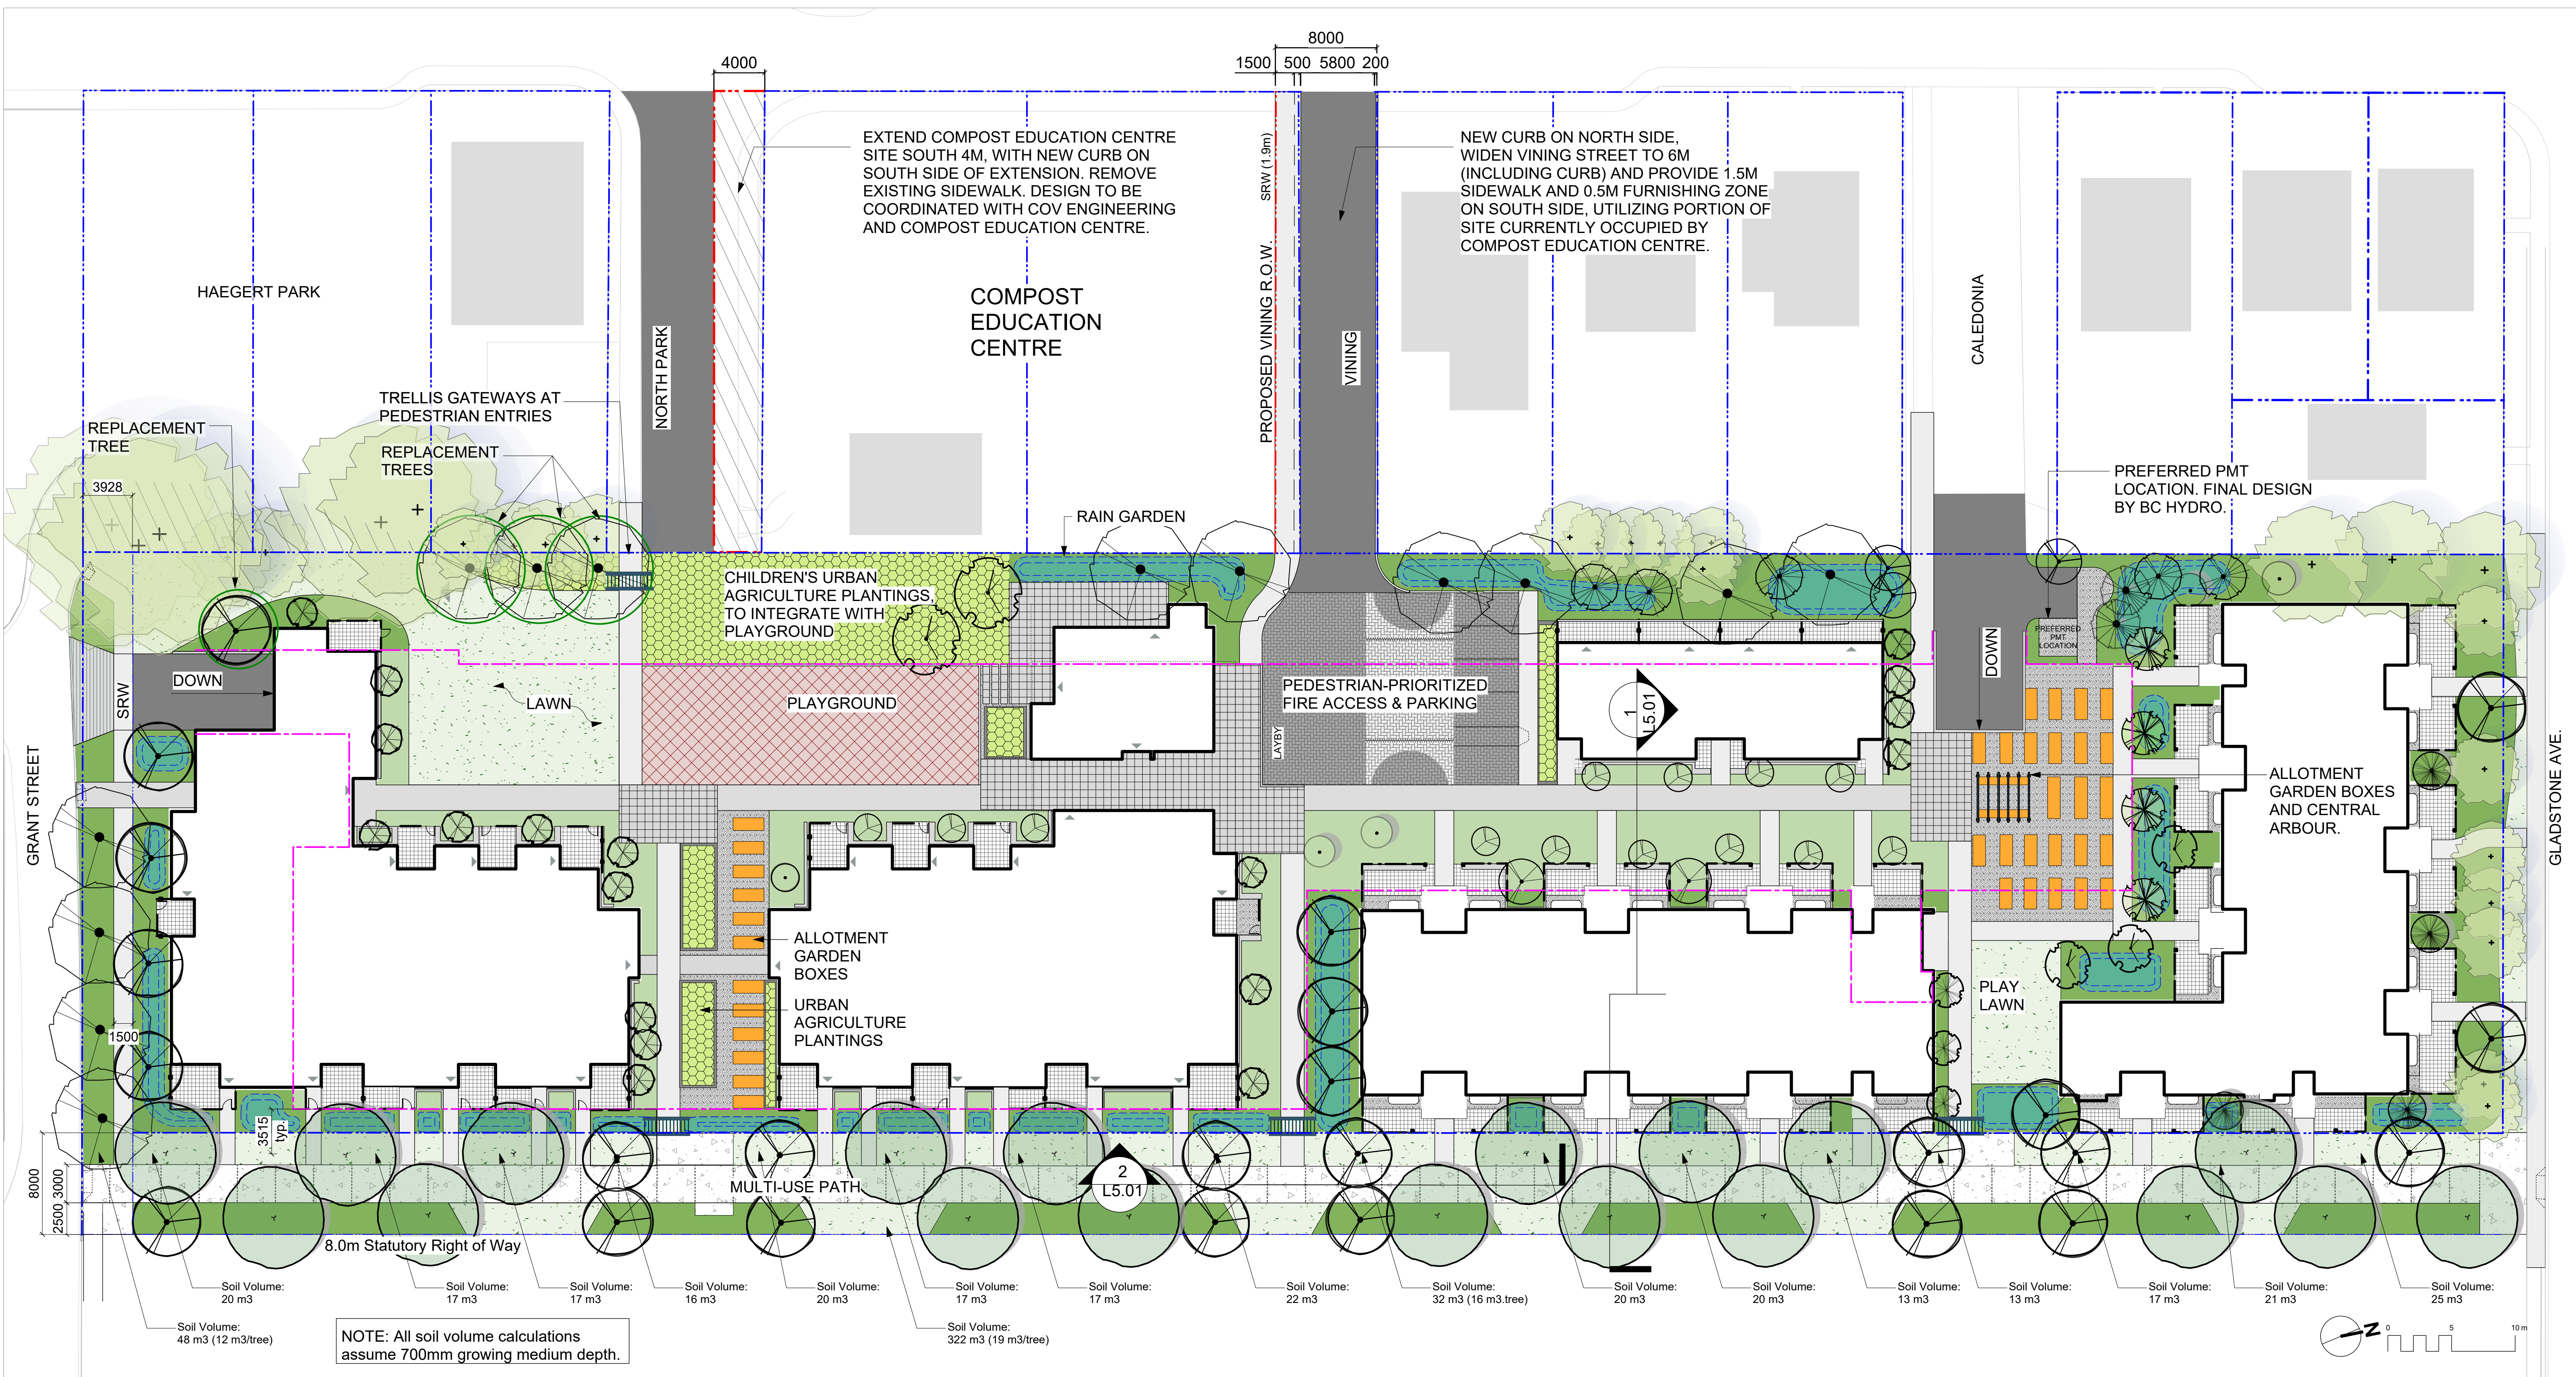 8000
4000
1500 500 5800 200
EXTEND COMPOST EDUCATION CENTRE
SITE SOUTH 4M, WITH NEW CURB ON
SOUTH SIDE OF EXTENSION. REMOVE
EXISTING SIDEWALK. DESIGN TO BE
COORDINATED WITH COV ENGINEERING
AND COMPOST EDUCATION CENTRE.
NEW CURB ON NORTH SIDE,
WIDEN VINING STREET TO 6M
(INCLUDING CURB) AND PROVIDE 1.5M
SIDEWALK AND 0.5M FURNISHING ZONE
ON SOUTH SIDE, UTILIZING PORTION OF
SITE CURRENTLY OCCUPIED BY
COMPOST EDUCATION CENTRE.
SRW (1.9m)
PROPOSED VINING R.O.W.
HAEGERT PARK
COMPOST
EDUCATION
CENTRE
NORTH PARK
VINING
CALEDONIA
TRELLIS GATEWAYS AT
PEDESTRIAN ENTRIES
REPLACEMENT
TREE
REPLACEMENT
TREES
3928
PREFERRED PMT
LOCATION. FINAL DESIGN
BY BC HYDRO.
RAIN GARDEN
CHILDREN'S URBAN
AGRICULTURE PLANTINGS,
TO INTEGRATE WITH
PLAYGROUND
PREFERRED
PMT
LOCATION
DOWN
DOWN
SRW
LAWN
PLAYGROUND
PEDESTRIAN-PRIORITIZED
FIRE ACCESS & PARKING
LAYBY
1
L5.01
GRANT STREET
GLADSTONE AVE.
ALLOTMENT
GARDEN BOXES
AND CENTRAL
ARBOUR.
ALLOTMENT
GARDEN
BOXES
URBAN
AGRICULTURE
PLANTINGS
PLAY
LAWN
1500
3515
typ.
8000
2500 3000
MULTI-USE PATH
2
L5.01
8.0m Statutory Right of Way
Soil Volume:
20 m3
Soil Volume:
17 m3
Soil Volume:
17 m3
Soil Volume:
16 m3
Soil Volume:
20 m3
Soil Volume:
17 m3
Soil Volume:
17 m3
Soil Volume:
22 m3
Soil Volume:
32 m3 (16 m3.tree)
Soil Volume:
20 m3
Soil Volume:
20 m3
Soil Volume:
13 m3
Soil Volume:
13 m3
Soil Volume:
17 m3
Soil Volume:
21 m3
Soil Volume:
25 m3
Soil Volume:
48 m3 (12 m3/tree)
Soil Volume:
322 m3 (19 m3/tree)
NOTE: All soil volume calculations
assume 700mm growing medium depth.
N
0 5 10 m